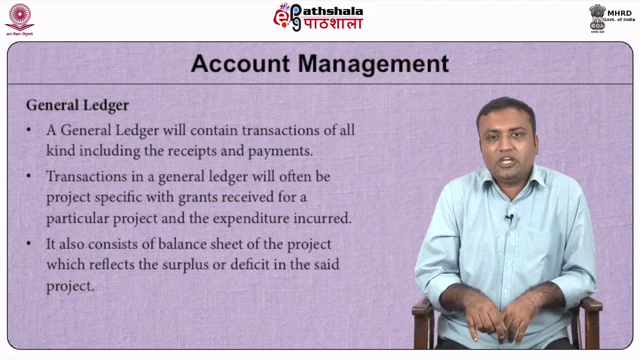 ePathshala
पाठशाला
MHRD
Govt. of India
Account Management
General Ledger
• A General Ledger will contain transactions of all
kind including the receipts and payments.
• Transactions in a general ledger will often be
project specific with grants received for a
particular project and the expenditure incurred.
• It also consists of balance sheet of the project
which reflects the surplus or deficit in the said
project.